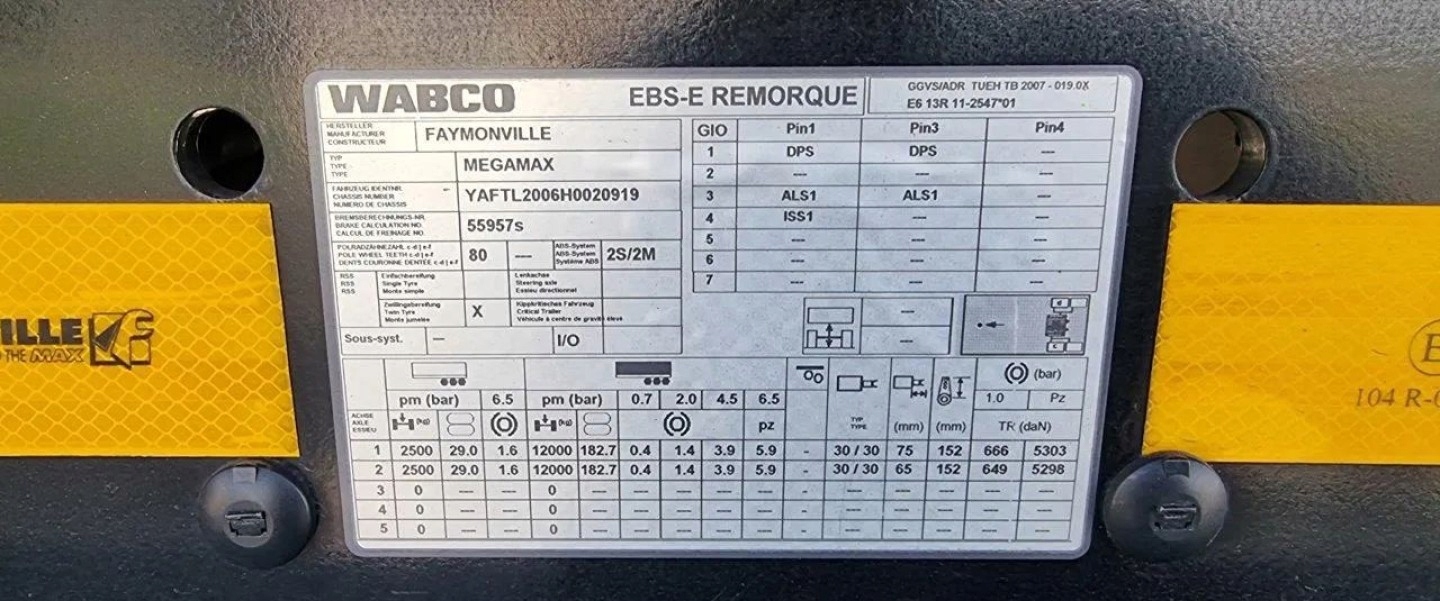 WABCO EBS-E REMORQUE GGVS/ADR TUEH TB 2007 - 019.0X
E6 13R 11-2547*01
HERSTELLER
MANUFACTURER
CONSTRUCTEUR
FAYMONVILLE
TYP
TYPE
TYPE
MEGAMAX
FAHRZEUG IDENTNR.
CHASSIS NUMBER
NUMERO DE CHASSIS
YAFTL2006H0020919
BREMSBERECHNUNGS-NR.
BRAKE CALCULATION NO.
CALCUL DE FREINAGE NO.
55957s
POLRADZÄHNEZAHL c-d | e-f
POLE WHEEL TEETH c-d | e-f
DENTS COURONNE DENTEE c-d | e-f
80 ---
ABS-System
ABS-System
Système ABS
2S/2M
RSS
RSS
RSS
Einfachbereifung
Single Tyre
Monte simple
Lenkachse
Steering axle
Essieu directionnel
Zwillingsbereifung
Twin Tyre
Monte jumelée
X
Kippkritisches Fahrzeug
Critical Trailer
Véhicule à centre de gravité élevé
Sous-syst. — I/O
GIO Pin1 Pin3 Pin4
1 DPS DPS ---
2 --- --- ---
3 ALS1 ALS1 ---
4 ISS1 --- ---
5 --- --- ---
6 --- --- ---
7 --- --- ---
---
---
d
c
(bar)
pm (bar) 6.5 pm (bar) 0.7 2.0 4.5 6.5 1.0 Pz
ACHSE
AXLE
ESSIEU
(kg) (kg) pz TYP
TYPE
(mm) (mm) TR (daN)
1 2500 29.0 1.6 12000 182.7 0.4 1.4 3.9 5.9 - 30 / 30 75 152 666 5303
2 2500 29.0 1.6 12000 182.7 0.4 1.4 3.9 5.9 - 30 / 30 65 152 649 5298
3 0 --- --- 0 --- --- --- --- --- - --- --- --- --- ---
4 0 --- --- 0 --- --- --- --- --- - --- --- --- --- ---
5 0 --- --- 0 --- --- --- --- --- - --- --- --- --- ---
VILLE
THE MAX
E
104 R-